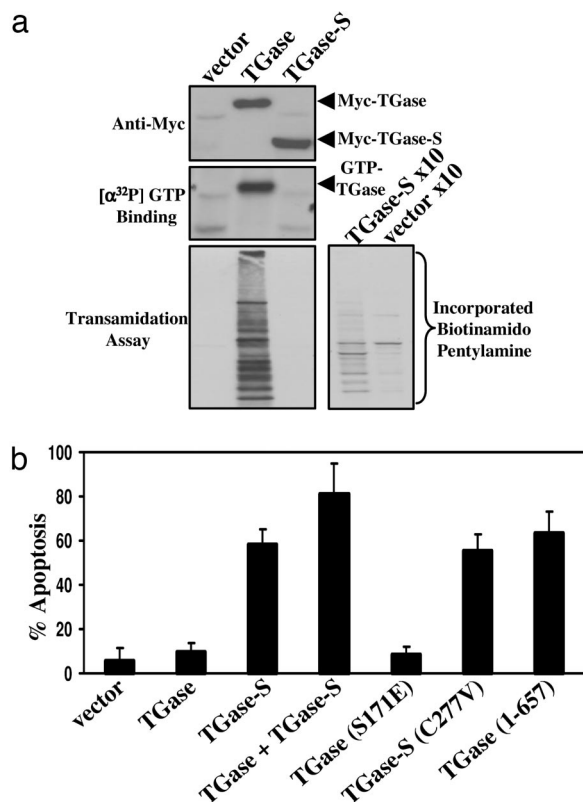 a
vector
TGase
TGase-S
Anti-Myc
Myc-TGase
Myc-TGase-S
[α³²P] GTP
Binding
GTP-
TGase
TGase-S x10
vector x10
Transamidation
Assay
Incorporated
Biotinamido
Pentylamine
b
% Apoptosis
100
80
60
40
20
0
vector
TGase
TGase-S
TGase + TGase-S
TGase (S171E)
TGase-S (C277V)
TGase (1-657)